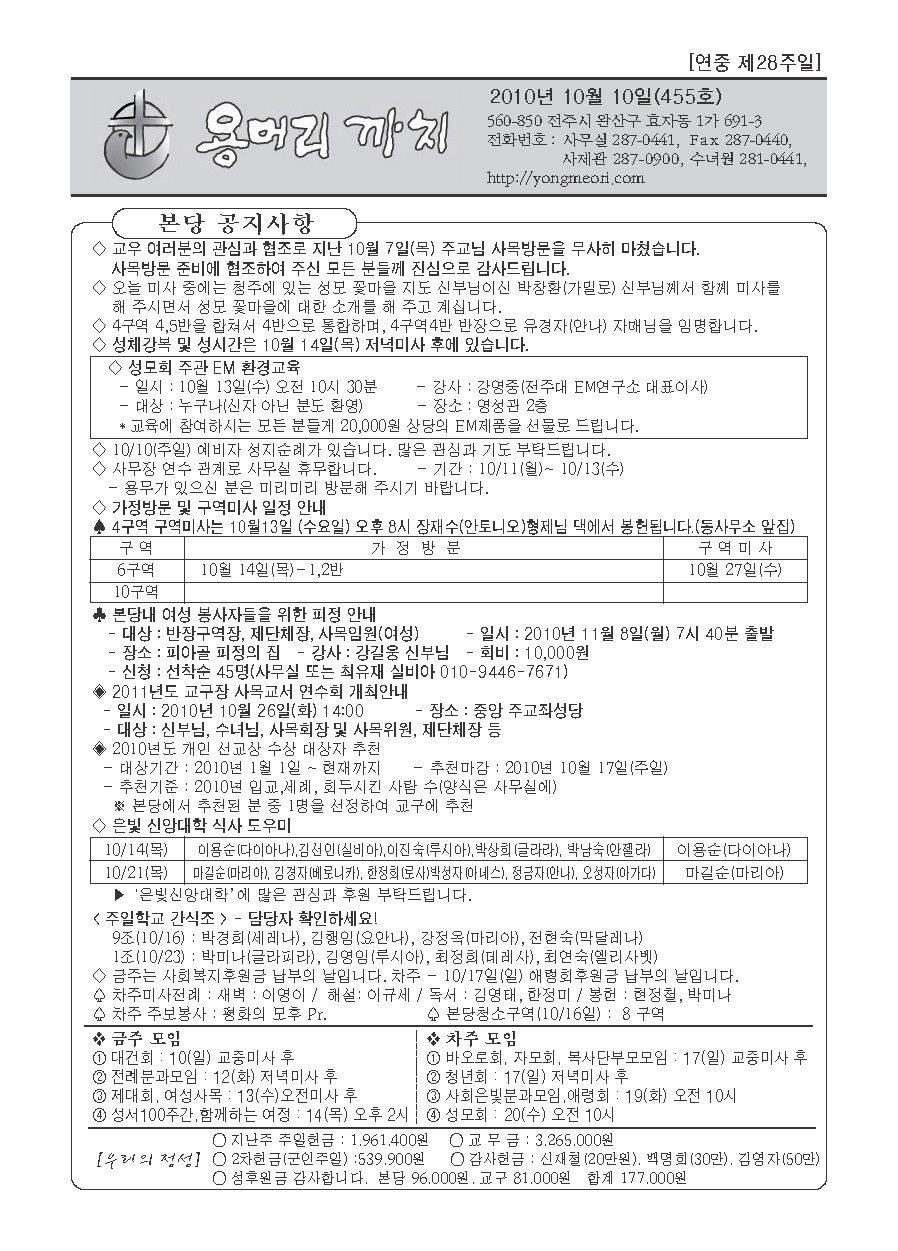 [연중 제28주일]
용머리 까치
2010년 10월 10일(455호)
560-850 전주시 완산구 효자동 1가 691-3
전화번호 : 사무실 287-0441, Fax 287-0440,
사제관 287-0900, 수녀원 281-0441,
http://yongmeori.com
본당 공지사항
◇ 교우 여러분의 관심과 협조로 지난 10월 7일(목) 주교님 사목방문을 무사히 마쳤습니다.
사목방문 준비에 협조하여 주신 모든 분들께 진심으로 감사드립니다.
◇ 오늘 미사 중에는 청주에 있는 성모 꽃마을 지도 신부님이신 박창환(가밀로) 신부님께서 함께 미사를
해 주시면서 성모 꽃마을에 대한 소개를 해 주고 계십니다.
◇ 4구역 4,5반을 합쳐서 4반으로 통합하며, 4구역4반 반장으로 유경자(안나) 자매님을 임명합니다.
◇ 성체강복 및 성시간은 10월 14일(목) 저녁미사 후에 있습니다.
◇ 성모회 주관 EM 환경교육
- 일시 : 10월 13일(수) 오전 10시 30분 - 강사 : 강영중(전주대 EM연구소 대표이사)
- 대상 : 누구나(신자 아닌 분도 환영) - 장소 : 영성관 2층
* 교육에 참여하시는 모든 분들게 20,000원 상당의 EM제품을 선물로 드립니다.
◇ 10/10(주일) 예비자 성지순례가 있습니다. 많은 관심과 기도 부탁드립니다.
◇ 사무장 연수 관계로 사무실 휴무합니다. - 기간 : 10/11(월)~ 10/13(수)
- 용무가 있으신 분은 미리미리 방분해 주시기 바랍니다.
◇ 가정방문 및 구역미사 일정 안내
♠ 4구역 구역미사는 10월13일 (수요일) 오후 8시 장재수(안토니오)형제님 댁에서 봉헌됩니다.(동사무소 앞집)
구 역 가 정 방 문 구 역 미 사
6구역 10월 14일(목)-1,2반 10월 27일(수)
10구역
♣ 본당내 여성 봉사자들을 위한 피정 안내
- 대상 : 반장구역장, 제단체장, 사목임원(여성) - 일시 : 2010년 11월 8일(월) 7시 40분 출발
- 장소 : 피아골 피정의 집 - 강사 : 강길웅 신부님 - 회비 : 10,000원
- 신청 : 선착순 45명(사무실 또는 최유재 실비아 010-9446-7671)
◈ 2011년도 교구장 사목교서 연수회 개최안내
- 일시 : 2010년 10월 26일(화) 14:00 - 장소 : 중앙 주교좌성당
- 대상 : 신부님, 수녀님, 사목회장 및 사목위원, 제단체장 등
◈ 2010년도 개인 선교상 수상 대상자 추천
- 대상기간 : 2010년 1월 1일 ~ 현재까지 - 추천마감 : 2010년 10월 17일(주일)
- 추천기준 : 2010년 입교,세례, 회두시킨 사람 수(양식은 사무실에)
※ 본당에서 추천된 분 중 1명을 선정하여 교구에 추천
◇ 은빛 신앙대학 식사 도우미
10/14(목) 이용순(다이아나),김선인(실비아),이진숙(루시아),박상희(글라라), 박남숙(안젤라) 이용순(다이아나)
10/21(목) 마길순(마리아), 김경자(베로니카), 한정희(로사)박성자(아네스), 정금자(안나), 오성자(아가다) 마길순(마리아)
▶ '은빛신앙대학'에 많은 관심과 후원 부탁드립니다.
< 주일학교 간식조 > - 담당자 확인하세요!
9조(10/16) : 박경희(세레나), 김행임(요안나), 강정옥(마리아), 전현숙(막달레나)
1조(10/23) : 박미나(글라피라), 김영임(루시아), 최정희(데레사), 최연숙(엘리사벳)
◇ 금주는 사회복지후원금 납부의 날입니다. 차주 - 10/17일(일) 애령회후원금 납부의 날입니다.
♤ 차주미사전례 : 새벽 : 이영이 / 해설: 이규세 / 독서 : 김영태, 한정미 / 봉헌 : 현정철, 박미나
♤ 차주 주보봉사 : 평화의 모후 Pr. ♤ 본당청소구역(10/16일) : 8 구역
❖ 금주 모임
① 대건회 : 10(일) 교중미사 후
② 전례분과모임 : 12(화) 저녁미사 후
③ 제대회, 여성사목 : 13(수)오전미사 후
④ 성서100주간,함께하는 여정 : 14(목) 오후 2시
❖ 차주 모임
① 바오로회, 자모회, 복사단부모모임 : 17(일) 교중미사 후
② 청년회 : 17(일) 저녁미사 후
③ 사회은빛분과모임,애령회 : 19(화) 오전 10시
④ 성모회 : 20(수) 오전 10시
[우리의 정성]
○ 지난주 주일헌금 : 1,961,400원 ○ 교 무 금 : 3,265,000원
○ 2차헌금(군인주일) :539,900원 ○ 감사헌금 : 신재철(20만원), 백명희(30만), 김영자(50만)
○ 성후원금 감사합니다. 본당 96,000원, 교구 81,000원 합계 177,000원